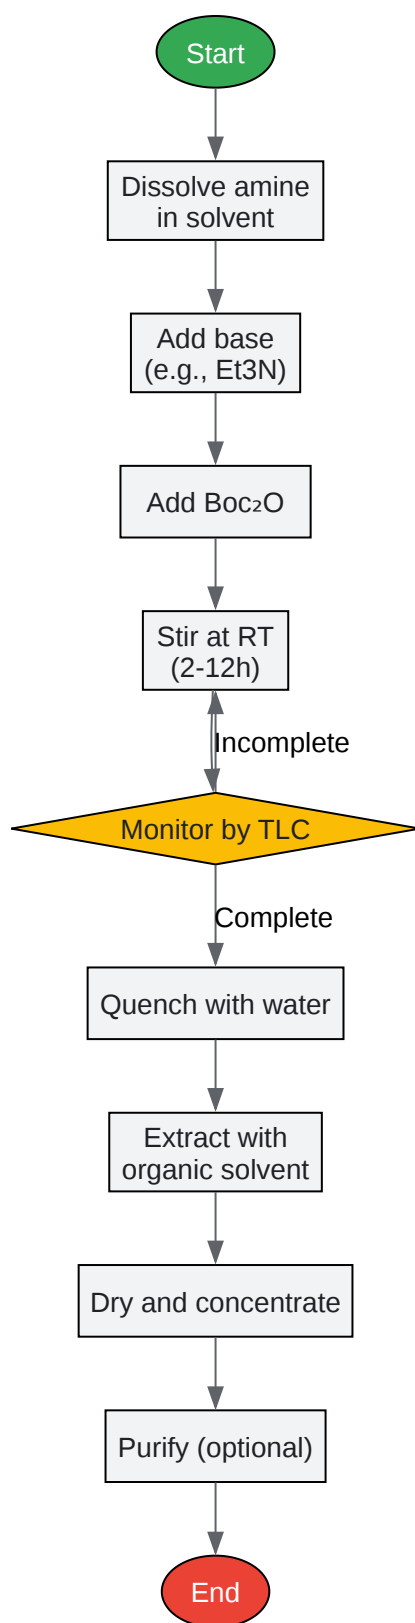 Start
Dissolve amine
in solvent
Add base
(e.g., Et3N)
Add Boc₂O
Stir at RT
(2-12h)
Incomplete
Monitor by TLC
Complete
Quench with water
Extract with
organic solvent
Dry and concentrate
Purify (optional)
End